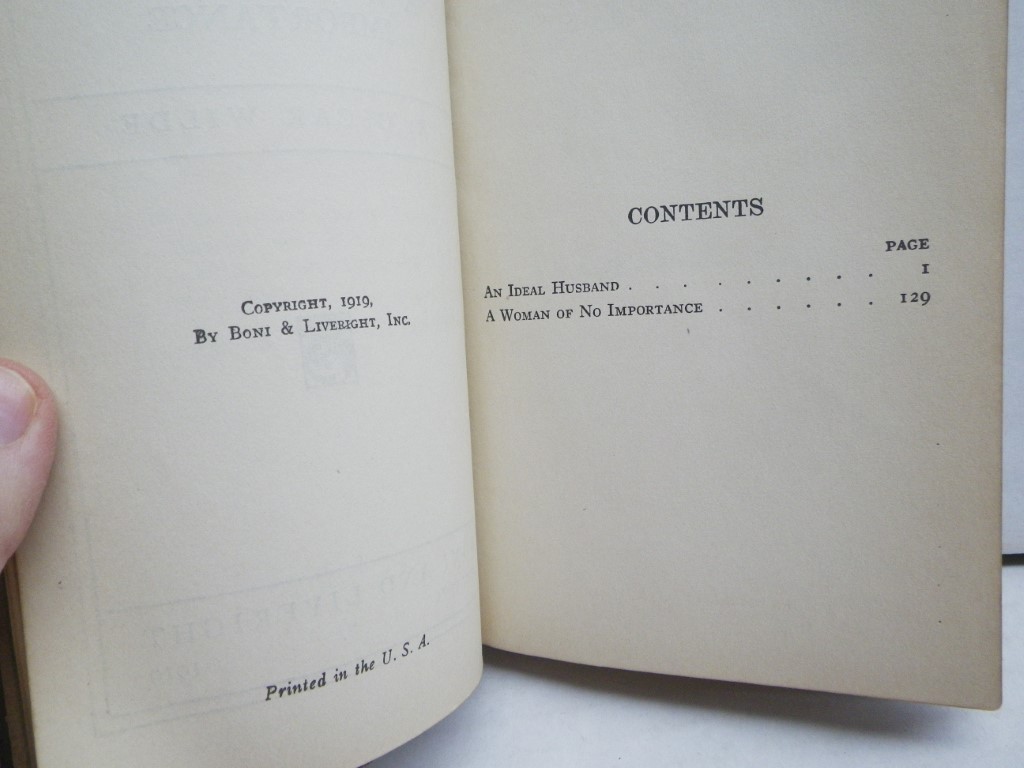 COPYRIGHT, 1919,
BY BONI & LIVERIGHT, INC.
Printed in the U. S. A.
CONTENTS
PAGE
AN IDEAL HUSBAND . . . . . . . . . 1
A WOMAN OF NO IMPORTANCE . . . . . . 129